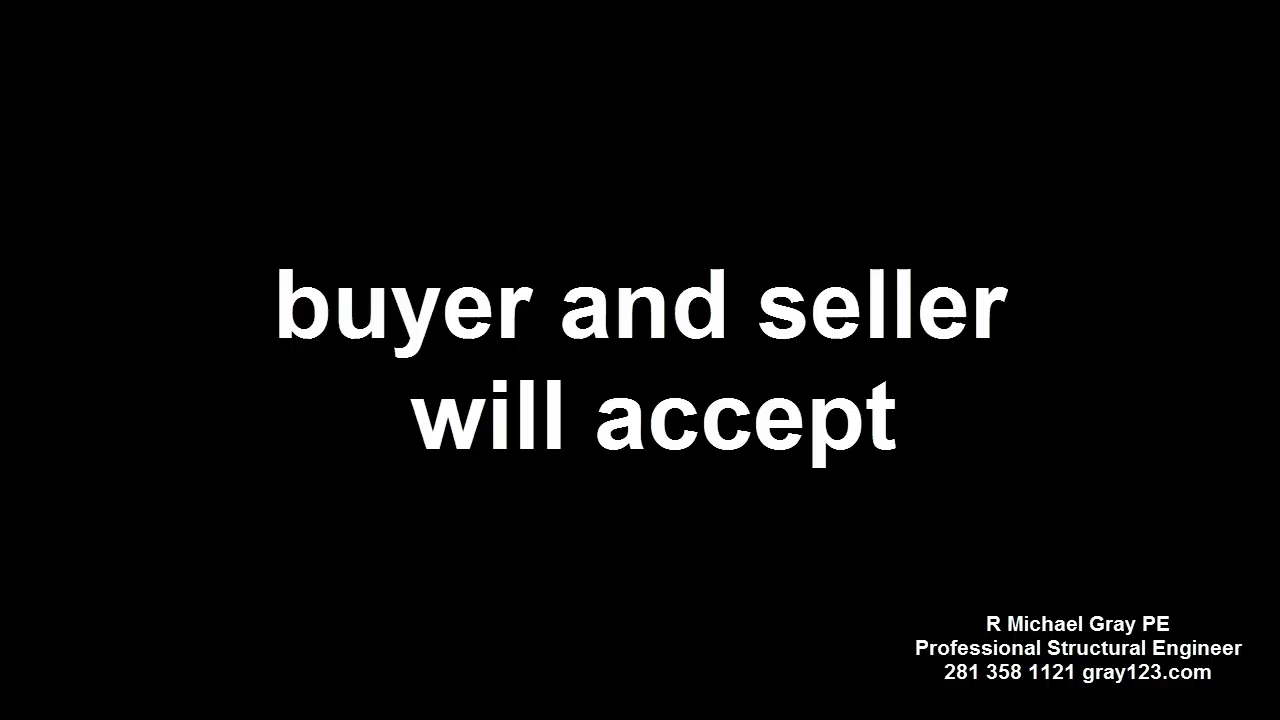 buyer and seller
will accept
R Michael Gray PE
Professional Structural Engineer
281 358 1121 gray123.com